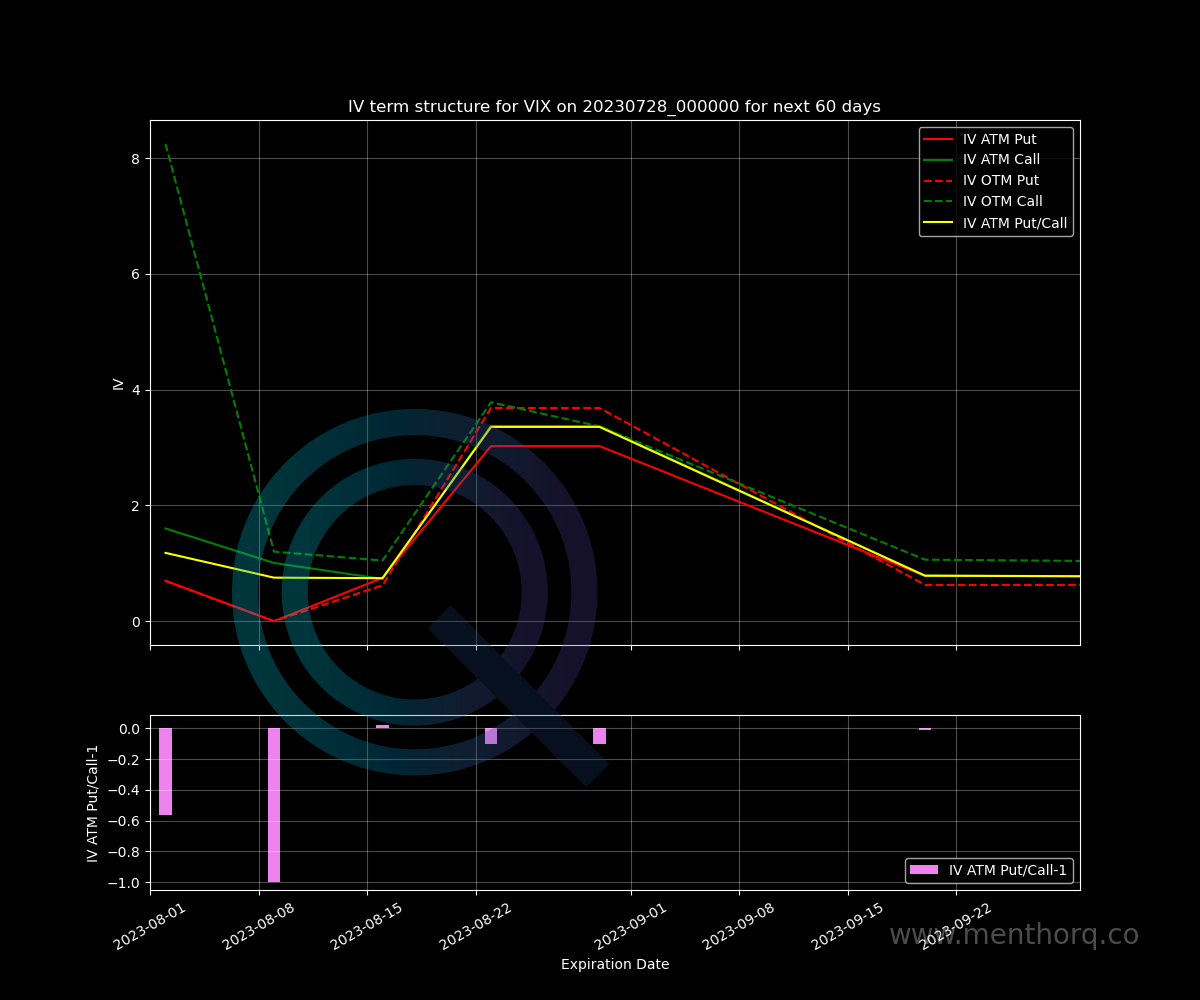 IV term structure for VIX on 20230728_000000 for next 60 days
IV ATM Put
IV ATM Call
IV OTM Put
IV OTM Call
IV ATM Put/Call
8
6
4
2
0
IV
0.0
−0.2
−0.4
−0.6
−0.8
−1.0
IV ATM Put/Call-1
IV ATM Put/Call-1
2023-08-01
2023-08-08
2023-08-15
2023-08-22
2023-09-01
2023-09-08
2023-09-15
2023-09-22
www.menthorq.co
Expiration Date